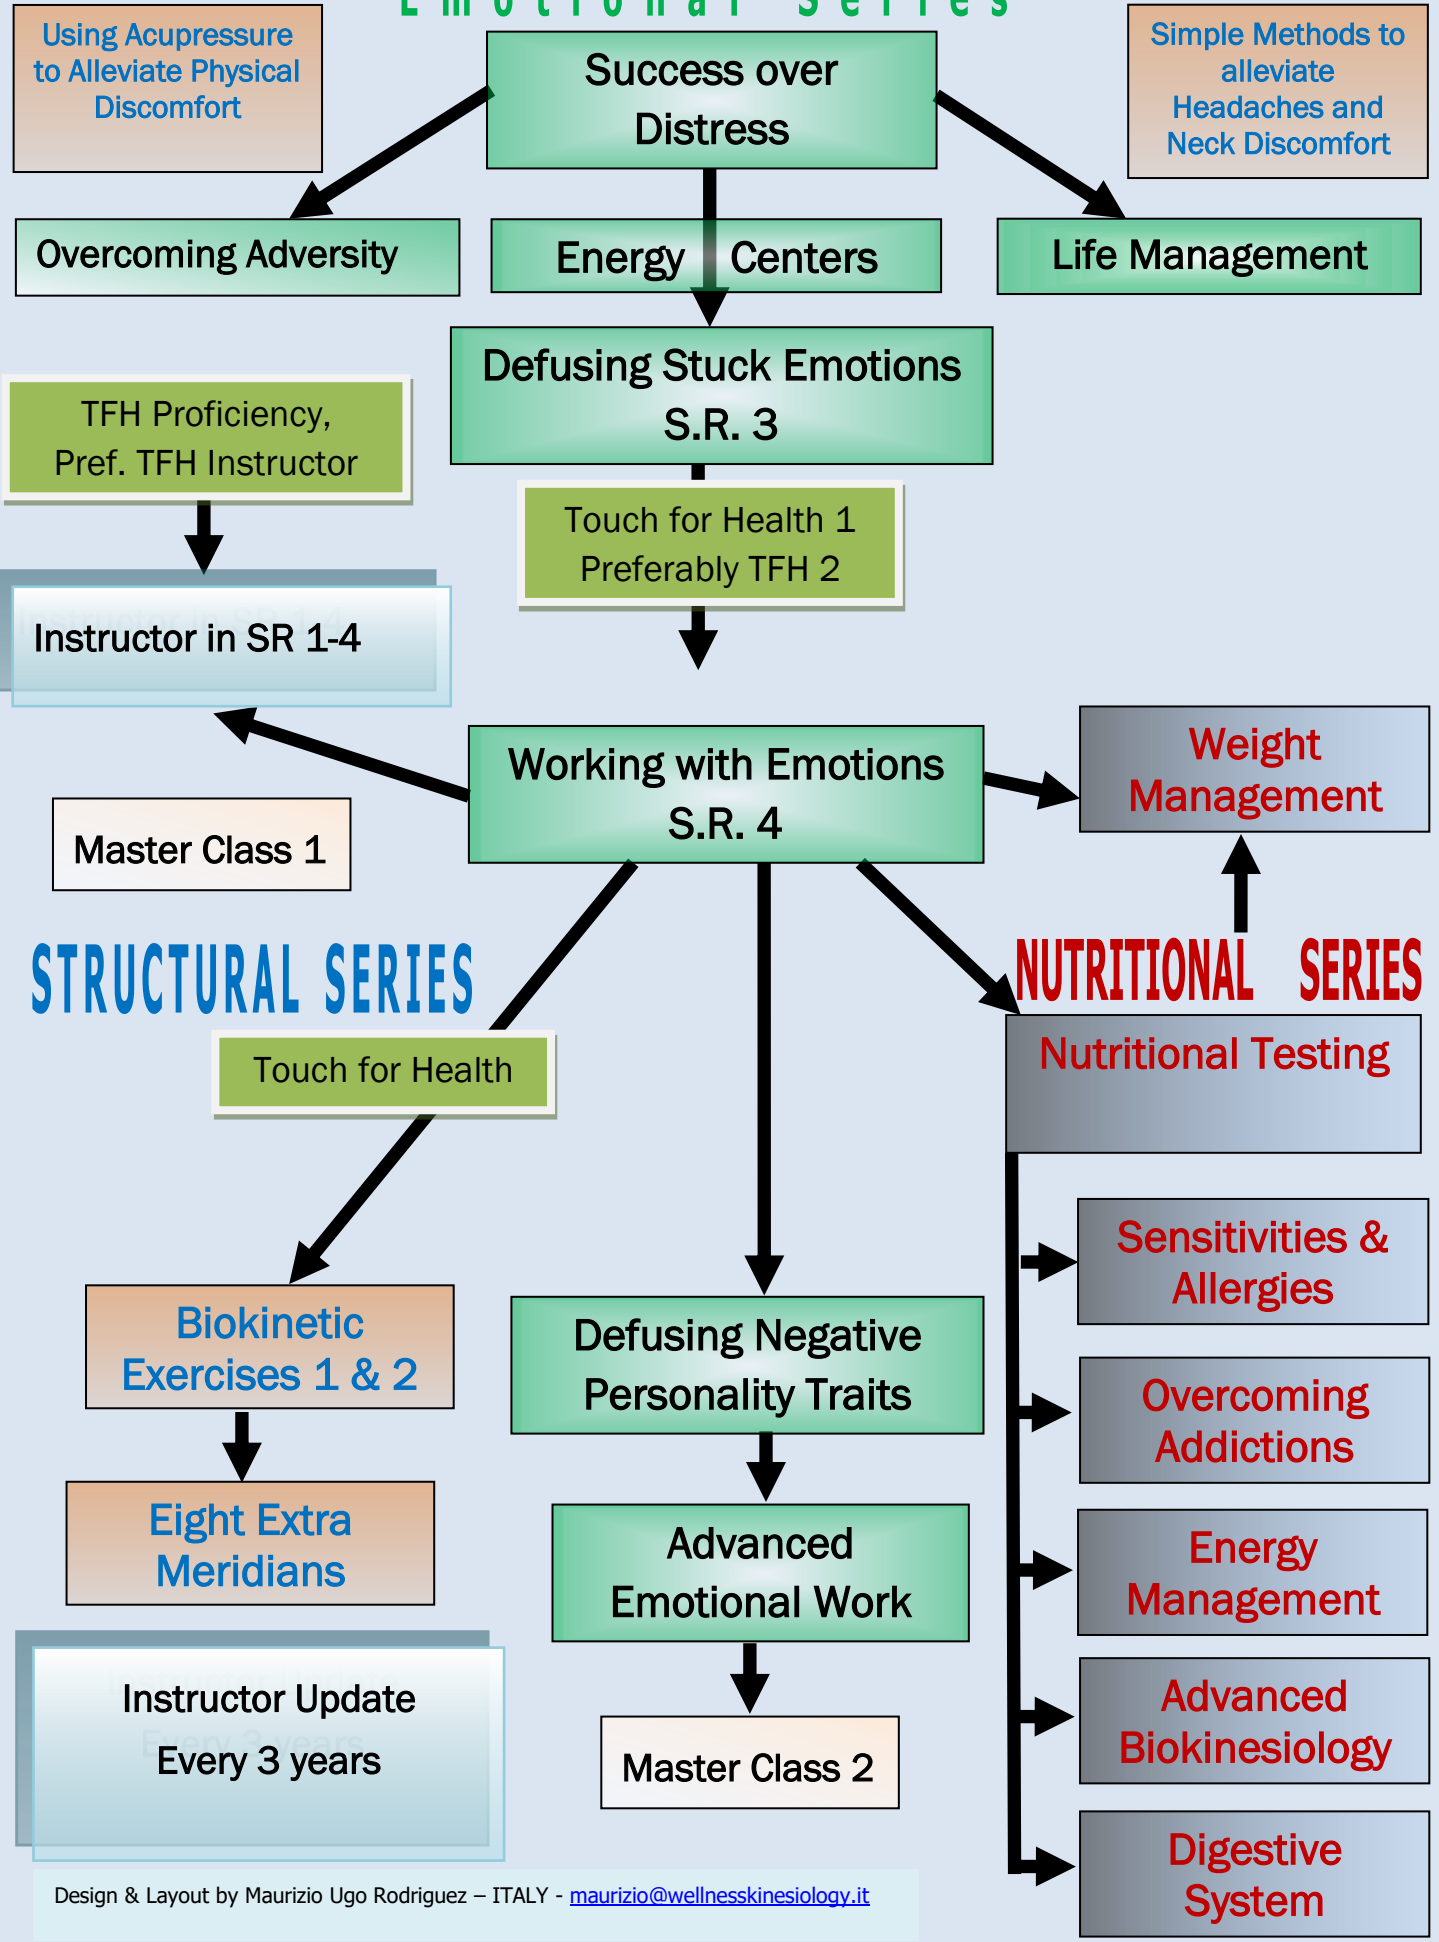 Emotional Series
Using Acupressure
to Alleviate Physical
Discomfort
Success over
Distress
Simple Methods to
alleviate
Headaches and
Neck Discomfort
Overcoming Adversity
Energy Centers
Life Management
Defusing Stuck Emotions
S.R. 3
TFH Proficiency,
Pref. TFH Instructor
Touch for Health 1
Preferably TFH 2
Instructor in SR 1-4
Working with Emotions
S.R. 4
Weight
Management
Master Class 1
STRUCTURAL SERIES
NUTRITIONAL SERIES
Touch for Health
Nutritional Testing
Sensitivities &
Allergies
Biokinetic
Exercises 1 & 2
Defusing Negative
Personality Traits
Overcoming
Addictions
Eight Extra
Meridians
Advanced
Emotional Work
Energy
Management
Instructor Update
Every 3 years
Master Class 2
Advanced
Biokinesiology
Digestive
System
Design & Layout by Maurizio Ugo Rodriguez – ITALY - maurizio@wellnesskinesiology.it